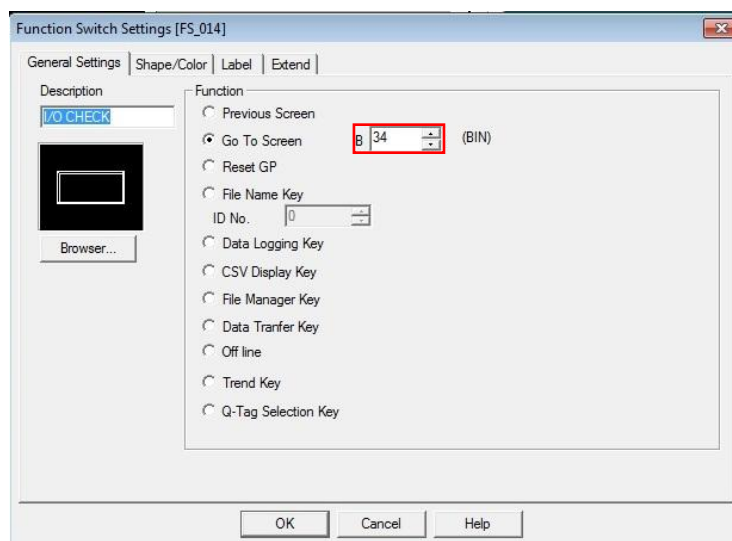 Function Switch Settings [FS_014]
General Settings Shape/Color Label Extend
Description
I/O CHECK
Browser...
Function
Previous Screen
Go To Screen B 34 (BIN)
Reset GP
File Name Key
ID No. 0
Data Logging Key
CSV Display Key
File Manager Key
Data Tranfer Key
Off line
Trend Key
Q-Tag Selection Key
OK Cancel Help